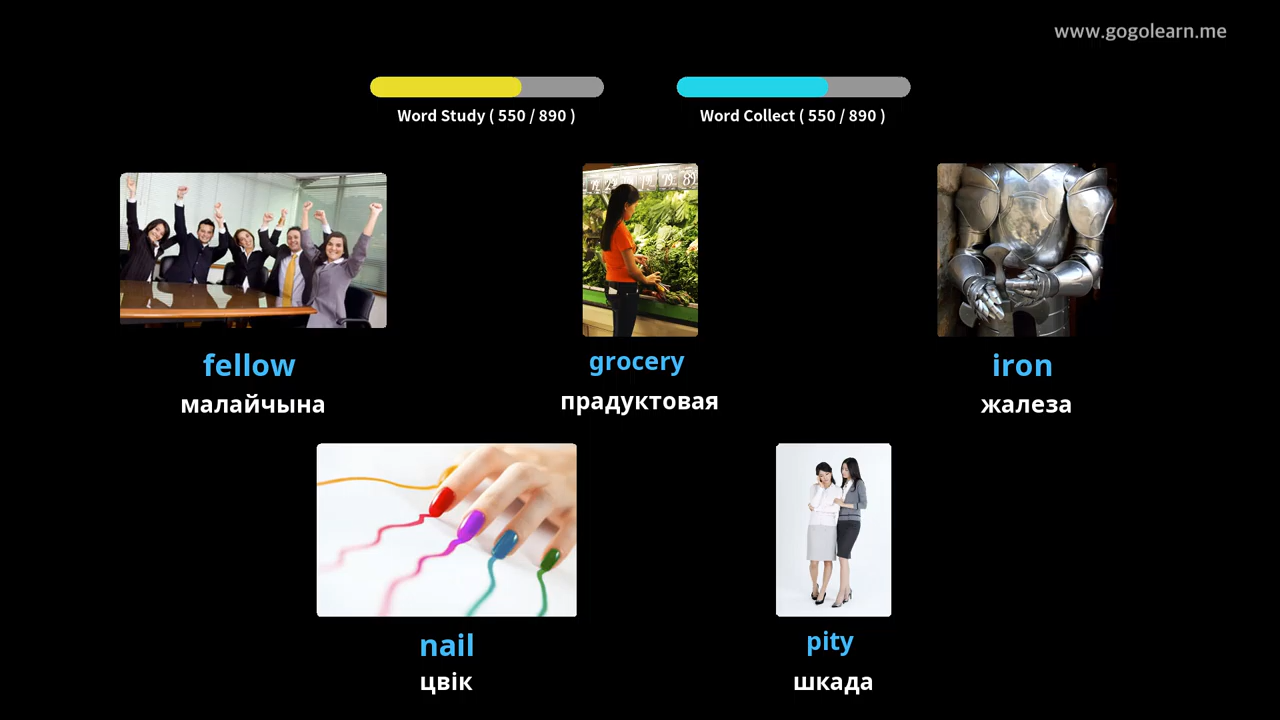 www.gogolearn.me
Word Study ( 550 / 890 )
Word Collect ( 550 / 890 )
fellow
малайчына
grocery
прадуктовая
iron
жалеза
nail
цвік
pity
шкада